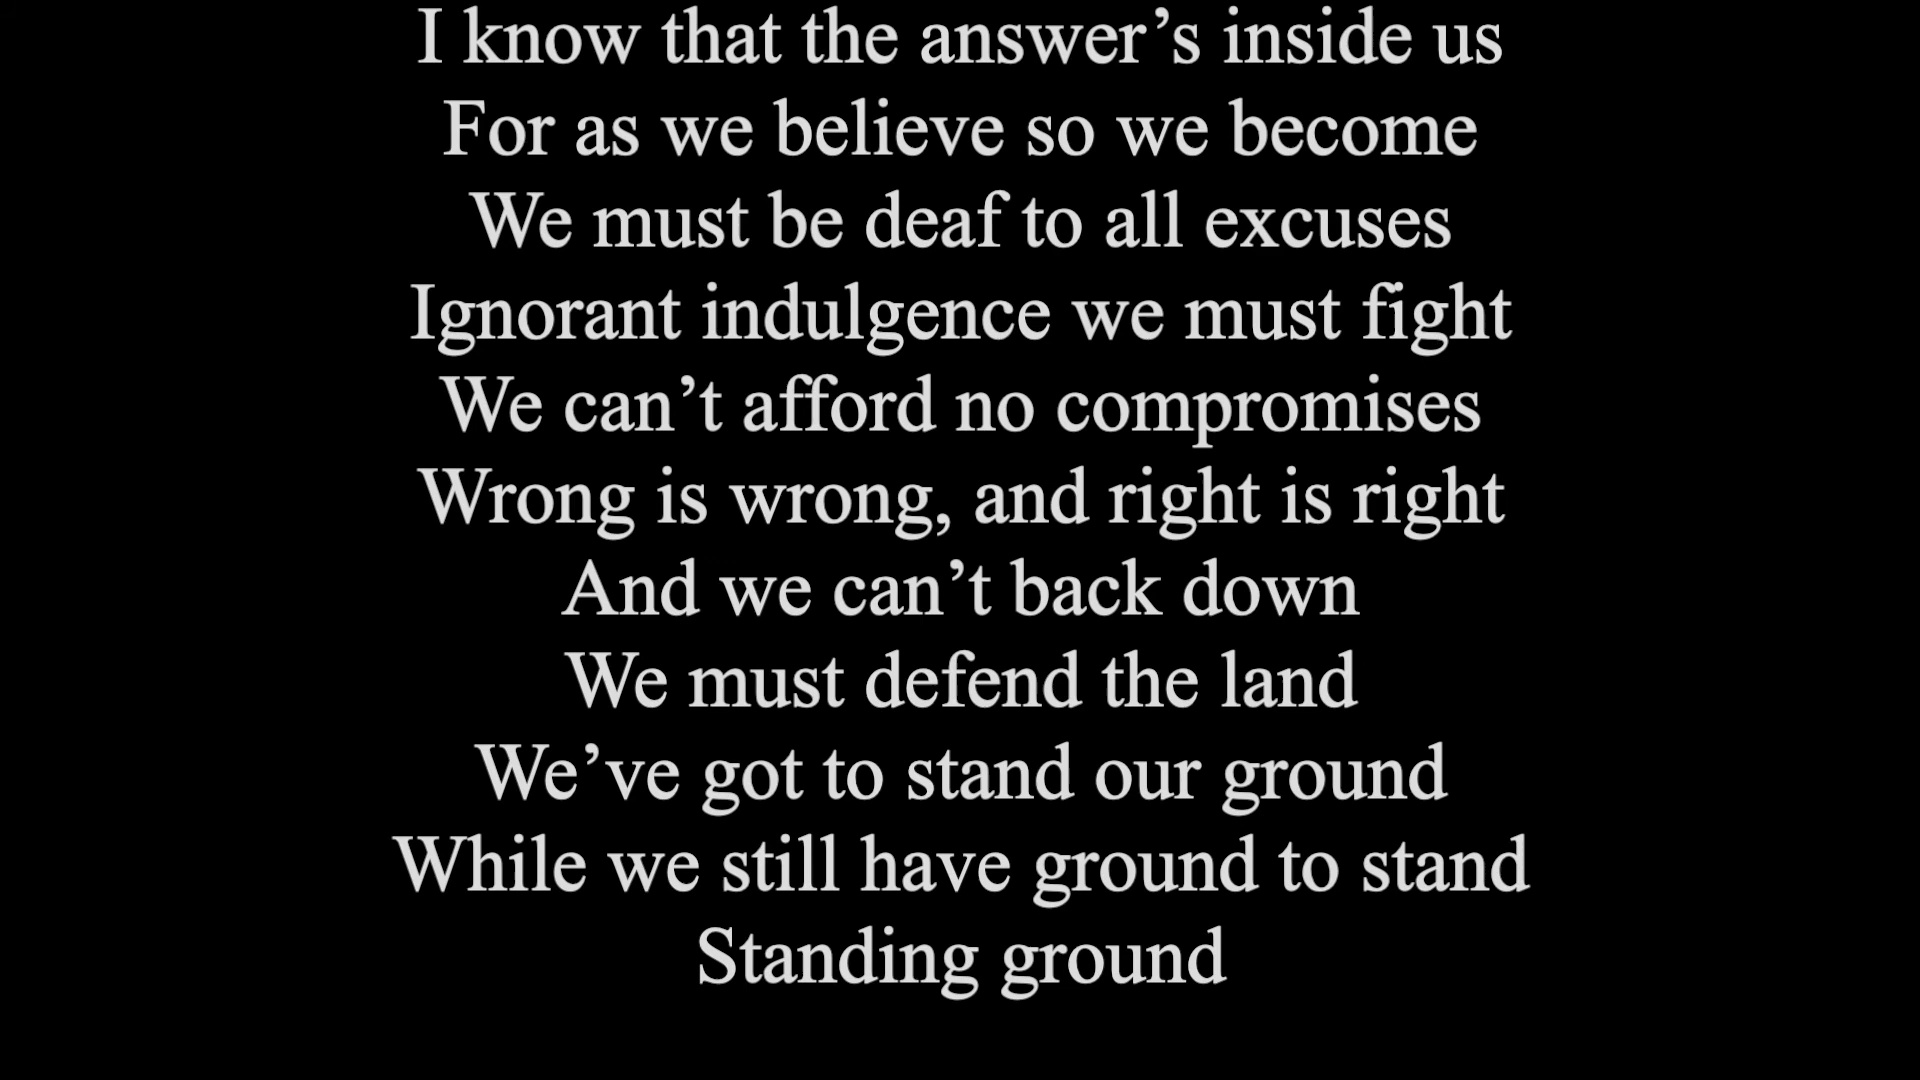 I know that the answer’s inside us
For as we believe so we become
We must be deaf to all excuses
Ignorant indulgence we must fight
We can’t afford no compromises
Wrong is wrong, and right is right
And we can’t back down
We must defend the land
We’ve got to stand our ground
While we still have ground to stand
Standing ground